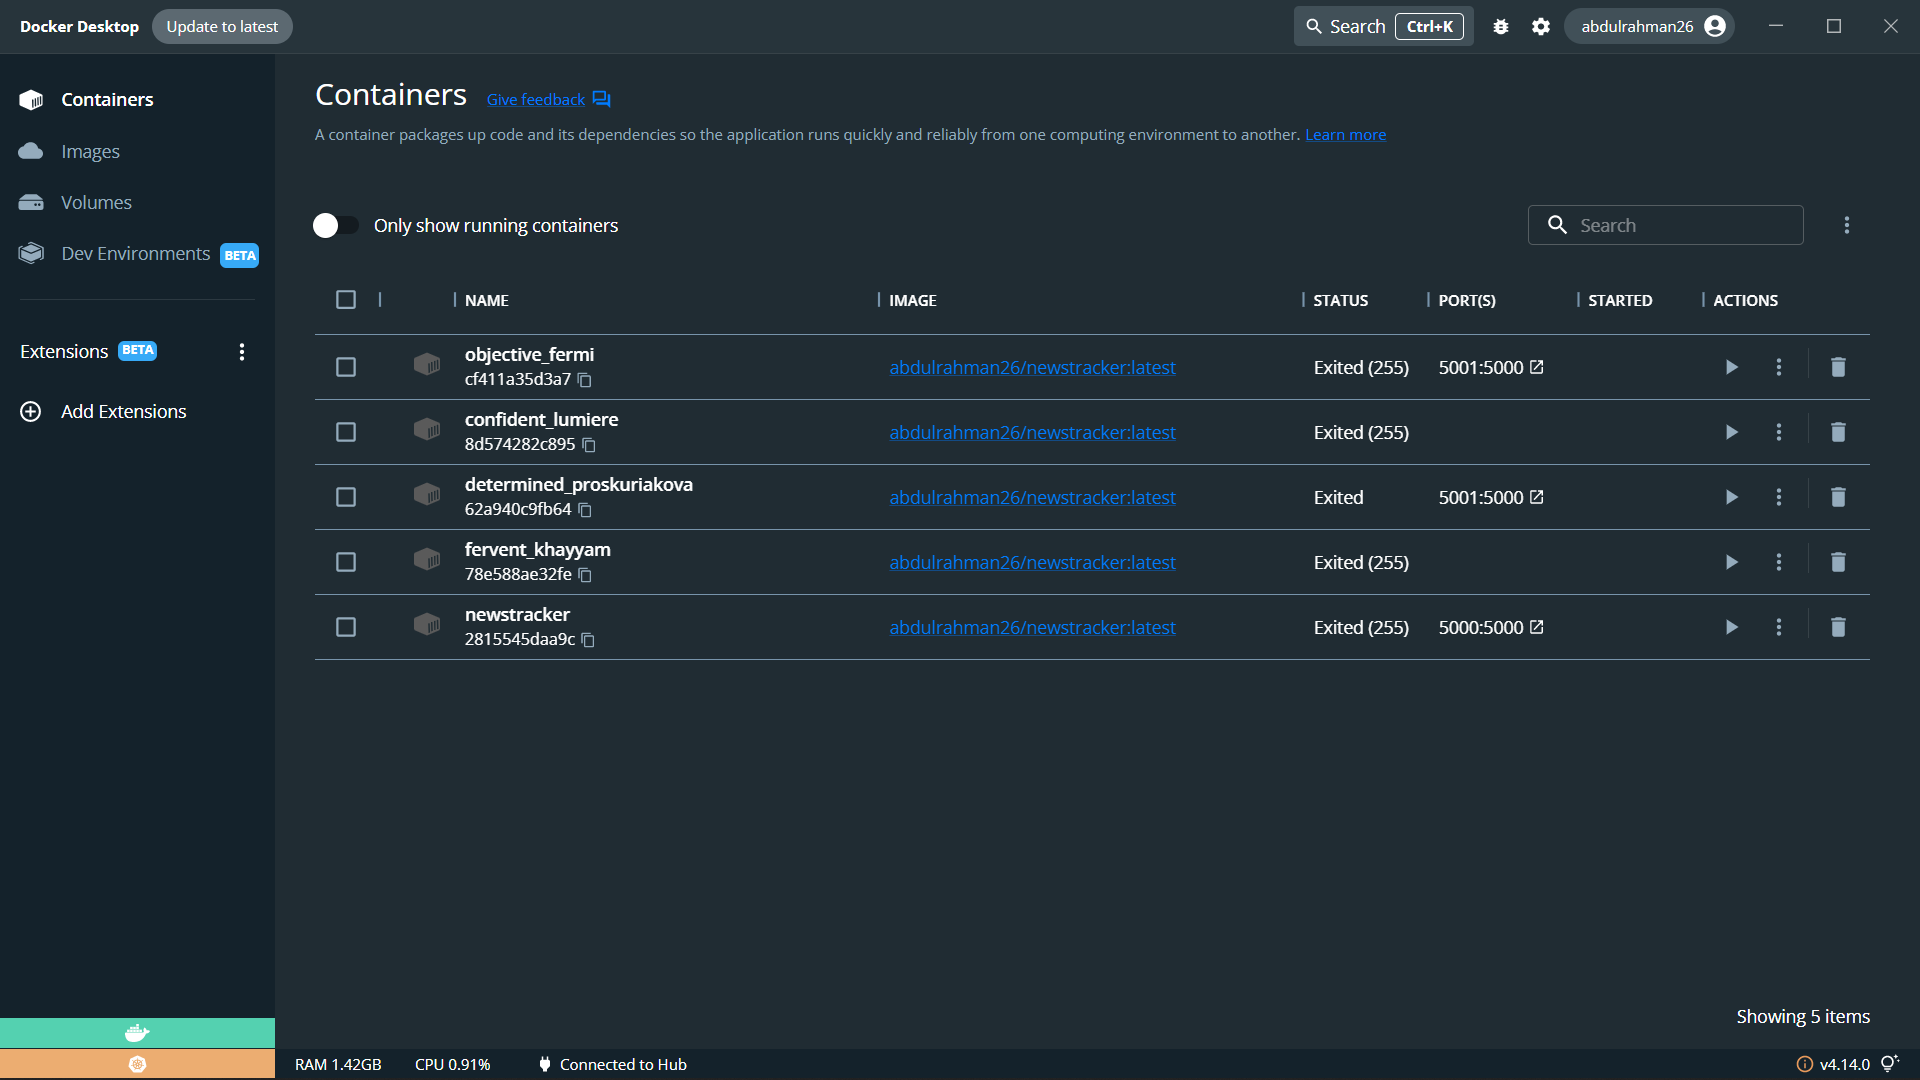 Docker Desktop Update to latest Search Ctrl+K abdulrahman26
Containers
Images
Volumes
Dev Environments BETA
Extensions BETA
Add Extensions
Containers Give feedback
A container packages up code and its dependencies so the application runs quickly and reliably from one computing environment to another. Learn more
Only show running containers Search
NAME IMAGE STATUS PORT(S) STARTED ACTIONS
objective_fermi
cf411a35d3a7 abdulrahman26/newstracker:latest Exited (255) 5001:5000
confident_lumiere
8d574282c895 abdulrahman26/newstracker:latest Exited (255)
determined_proskuriakova
62a940c9fb64 abdulrahman26/newstracker:latest Exited 5001:5000
fervent_khayyam
78e588ae32fe abdulrahman26/newstracker:latest Exited (255)
newstracker
2815545daa9c abdulrahman26/newstracker:latest Exited (255) 5000:5000
Showing 5 items
RAM 1.42GB CPU 0.91% Connected to Hub v4.14.0